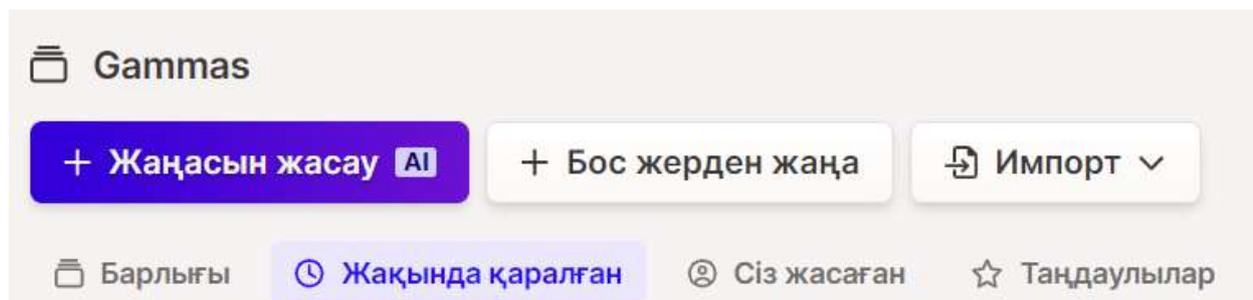 Gammas
+ Жаңасын жасау AI + Бос жерден жаңа Импорт
Барлығы Жақында қаралған Сіз жасаған Таңдаулылар